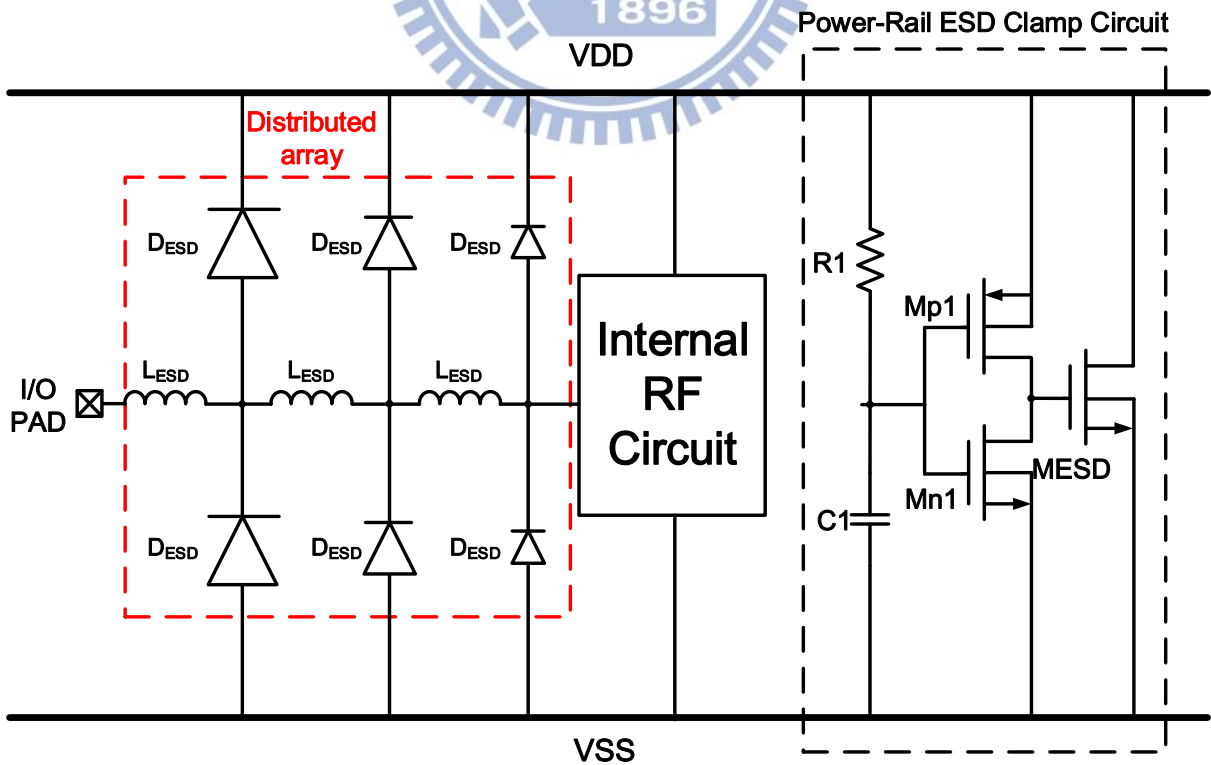 1896
Power-Rail ESD Clamp Circuit
VDD
Distributed
array
DESD
DESD
DESD
R1
Mp1
Internal
RF
Circuit
LESD
LESD
LESD
I/O
PAD
MESD
Mn1
C1
DESD
DESD
DESD
VSS